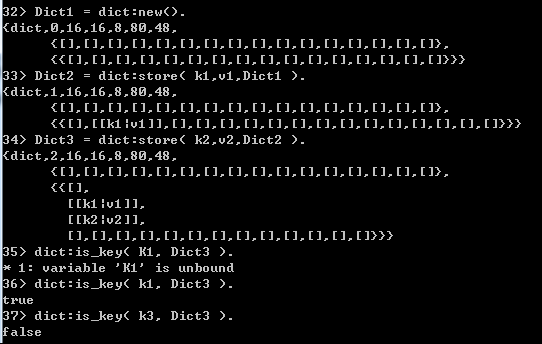 32> Dict1 = dict:new().
{dict,0,16,16,8,80,48,
{[],[],[],[],[],[],[],[],[],[],[],[],[],[],[],[]},
{{[],[],[],[],[],[],[],[],[],[],[],[],[],[],[],[]}}}
33> Dict2 = dict:store( k1,v1,Dict1 ).
{dict,1,16,16,8,80,48,
{[],[],[],[],[],[],[],[],[],[],[],[],[],[],[],[]},
{{[],[[k1|v1]],[],[],[],[],[],[],[],[],[],[],[],[],[],[]}}}
34> Dict3 = dict:store( k2,v2,Dict2 ).
{dict,2,16,16,8,80,48,
{[],[],[],[],[],[],[],[],[],[],[],[],[],[],[],[]},
{{[],
[[k1|v1]],
[[k2|v2]],
[],[],[],[],[],[],[],[],[],[],[],[],[]}}}
35> dict:is_key( K1, Dict3 ).
* 1: variable 'K1' is unbound
36> dict:is_key( k1, Dict3 ).
true
37> dict:is_key( k3, Dict3 ).
false